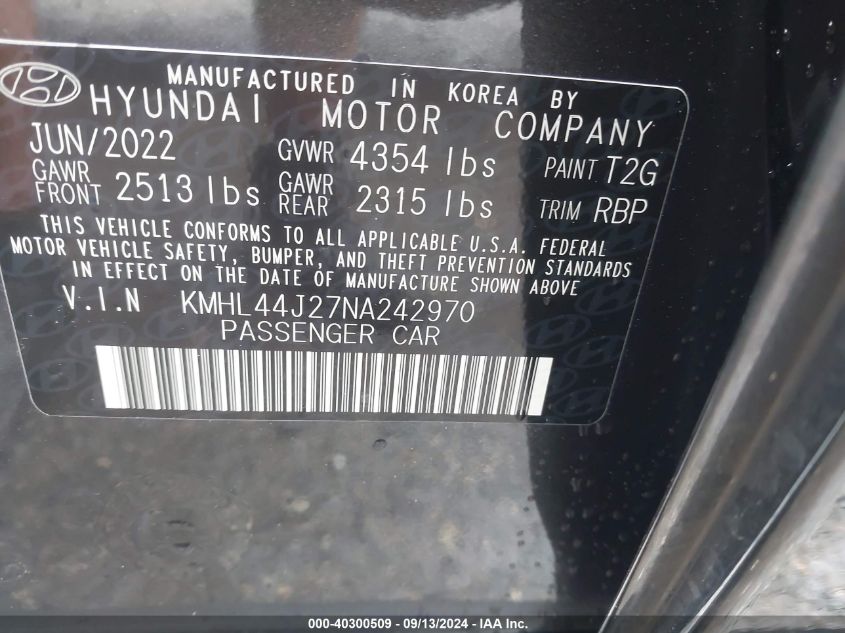 MANUFACTURED IN KOREA BY
HYUNDAI MOTOR COMPANY
JUN/2022 GVWR 4354 lbs PAINT T2G
GAWR FRONT 2513 lbs GAWR REAR 2315 lbs TRIM RBP
THIS VEHICLE CONFORMS TO ALL APPLICABLE U.S.A. FEDERAL
MOTOR VEHICLE SAFETY, BUMPER, AND THEFT PREVENTION STANDARDS
IN EFFECT ON THE DATE OF MANUFACTURE SHOWN ABOVE
V.I.N KMHL44J27NA242970
PASSENGER CAR
000-40300509 - 09/13/2024 - IAA Inc.